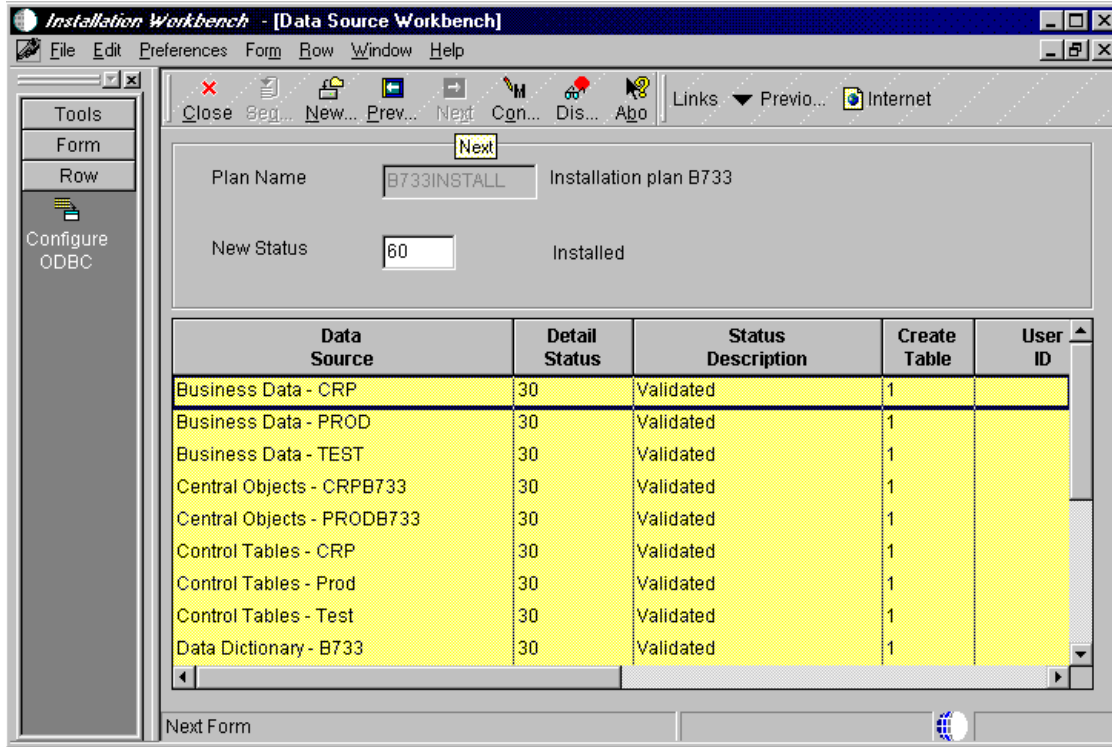 Installation Workbench - [Data Source Workbench]
File Edit Preferences Form Row Window Help
Tools
Form
Row
Configure
ODBC
Close Seq... New... Prev... Next Con... Dis... Abo Links Previo... Internet
Next
Plan Name B733INSTALL Installation plan B733
New Status 60 Installed
Data Source Detail Status Status Description Create Table User ID
Business Data - CRP 30 Validated 1
Business Data - PROD 30 Validated 1
Business Data - TEST 30 Validated 1
Central Objects - CRPB733 30 Validated 1
Central Objects - PRODB733 30 Validated 1
Control Tables - CRP 30 Validated 1
Control Tables - Prod 30 Validated 1
Control Tables - Test 30 Validated 1
Data Dictionary - B733 30 Validated 1
Next Form